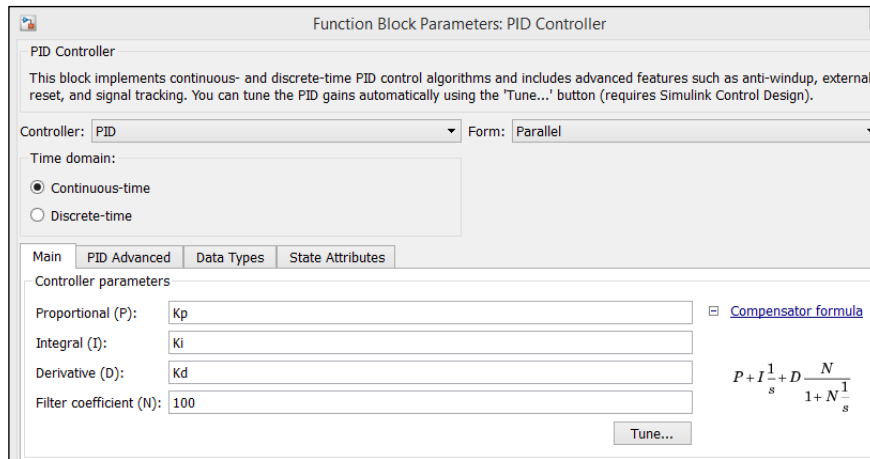 Function Block Parameters: PID Controller
PID Controller
This block implements continuous- and discrete-time PID control algorithms and includes advanced features such as anti-windup, external
reset, and signal tracking. You can tune the PID gains automatically using the 'Tune...' button (requires Simulink Control Design).
Controller: PID Form: Parallel
Time domain:
Continuous-time
Discrete-time
Main PID Advanced Data Types State Attributes
Controller parameters
Proportional (P): Kp Compensator formula
Integral (I): Ki
Derivative (D): Kd
Filter coefficient (N): 100
P + I 1/s + D N/(1 + N 1/s)
Tune...